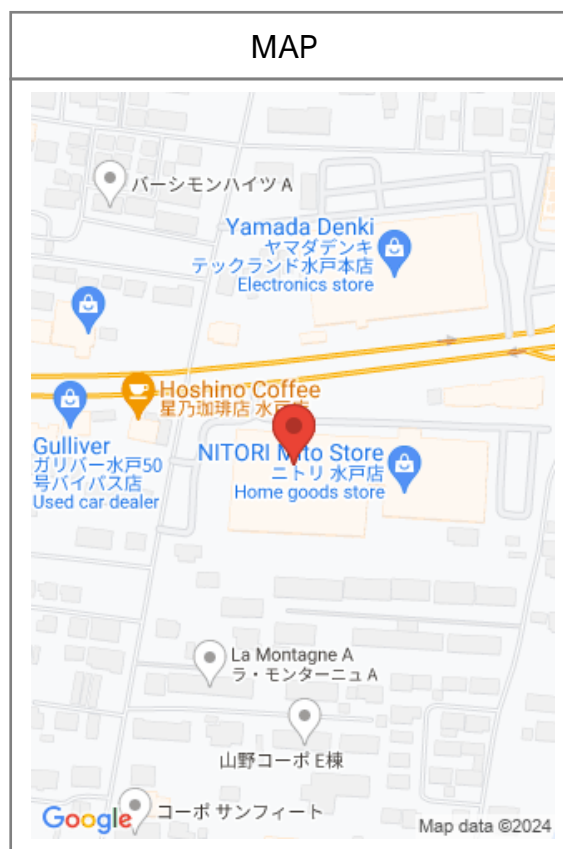 MAP
パーシモンハイツ A
Yamada Denki
ヤマダデンキ
テックランド水戸本店
Electronics store
Hoshino Coffee
星乃珈琲店 水戸店
NITORI Mito Store
ニトリ 水戸店
Home goods store
Gulliver
ガリバー水戸50
号バイパス店
Used car dealer
La Montagne A
ラ・モンターニュ A
山野コーポ E棟
コーポ サンフィート
Google
Map data ©2024